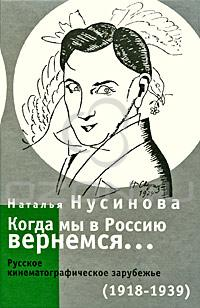 Наталья Нусинова
Когда мы в Россию
вернемся...
Русское
кинематографическое зарубежье
(1918-1939)